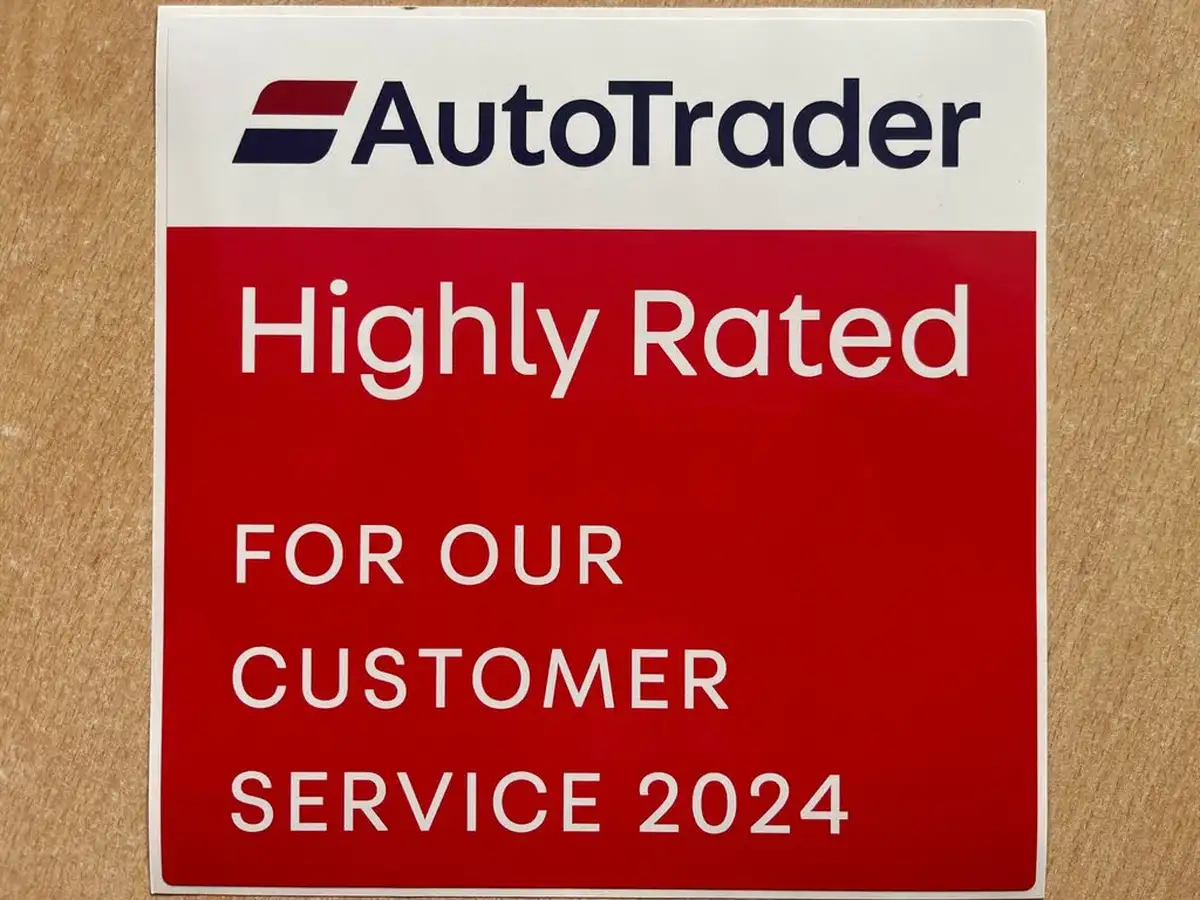 AutoTrader
Highly Rated
FOR OUR
CUSTOMER
SERVICE 2024